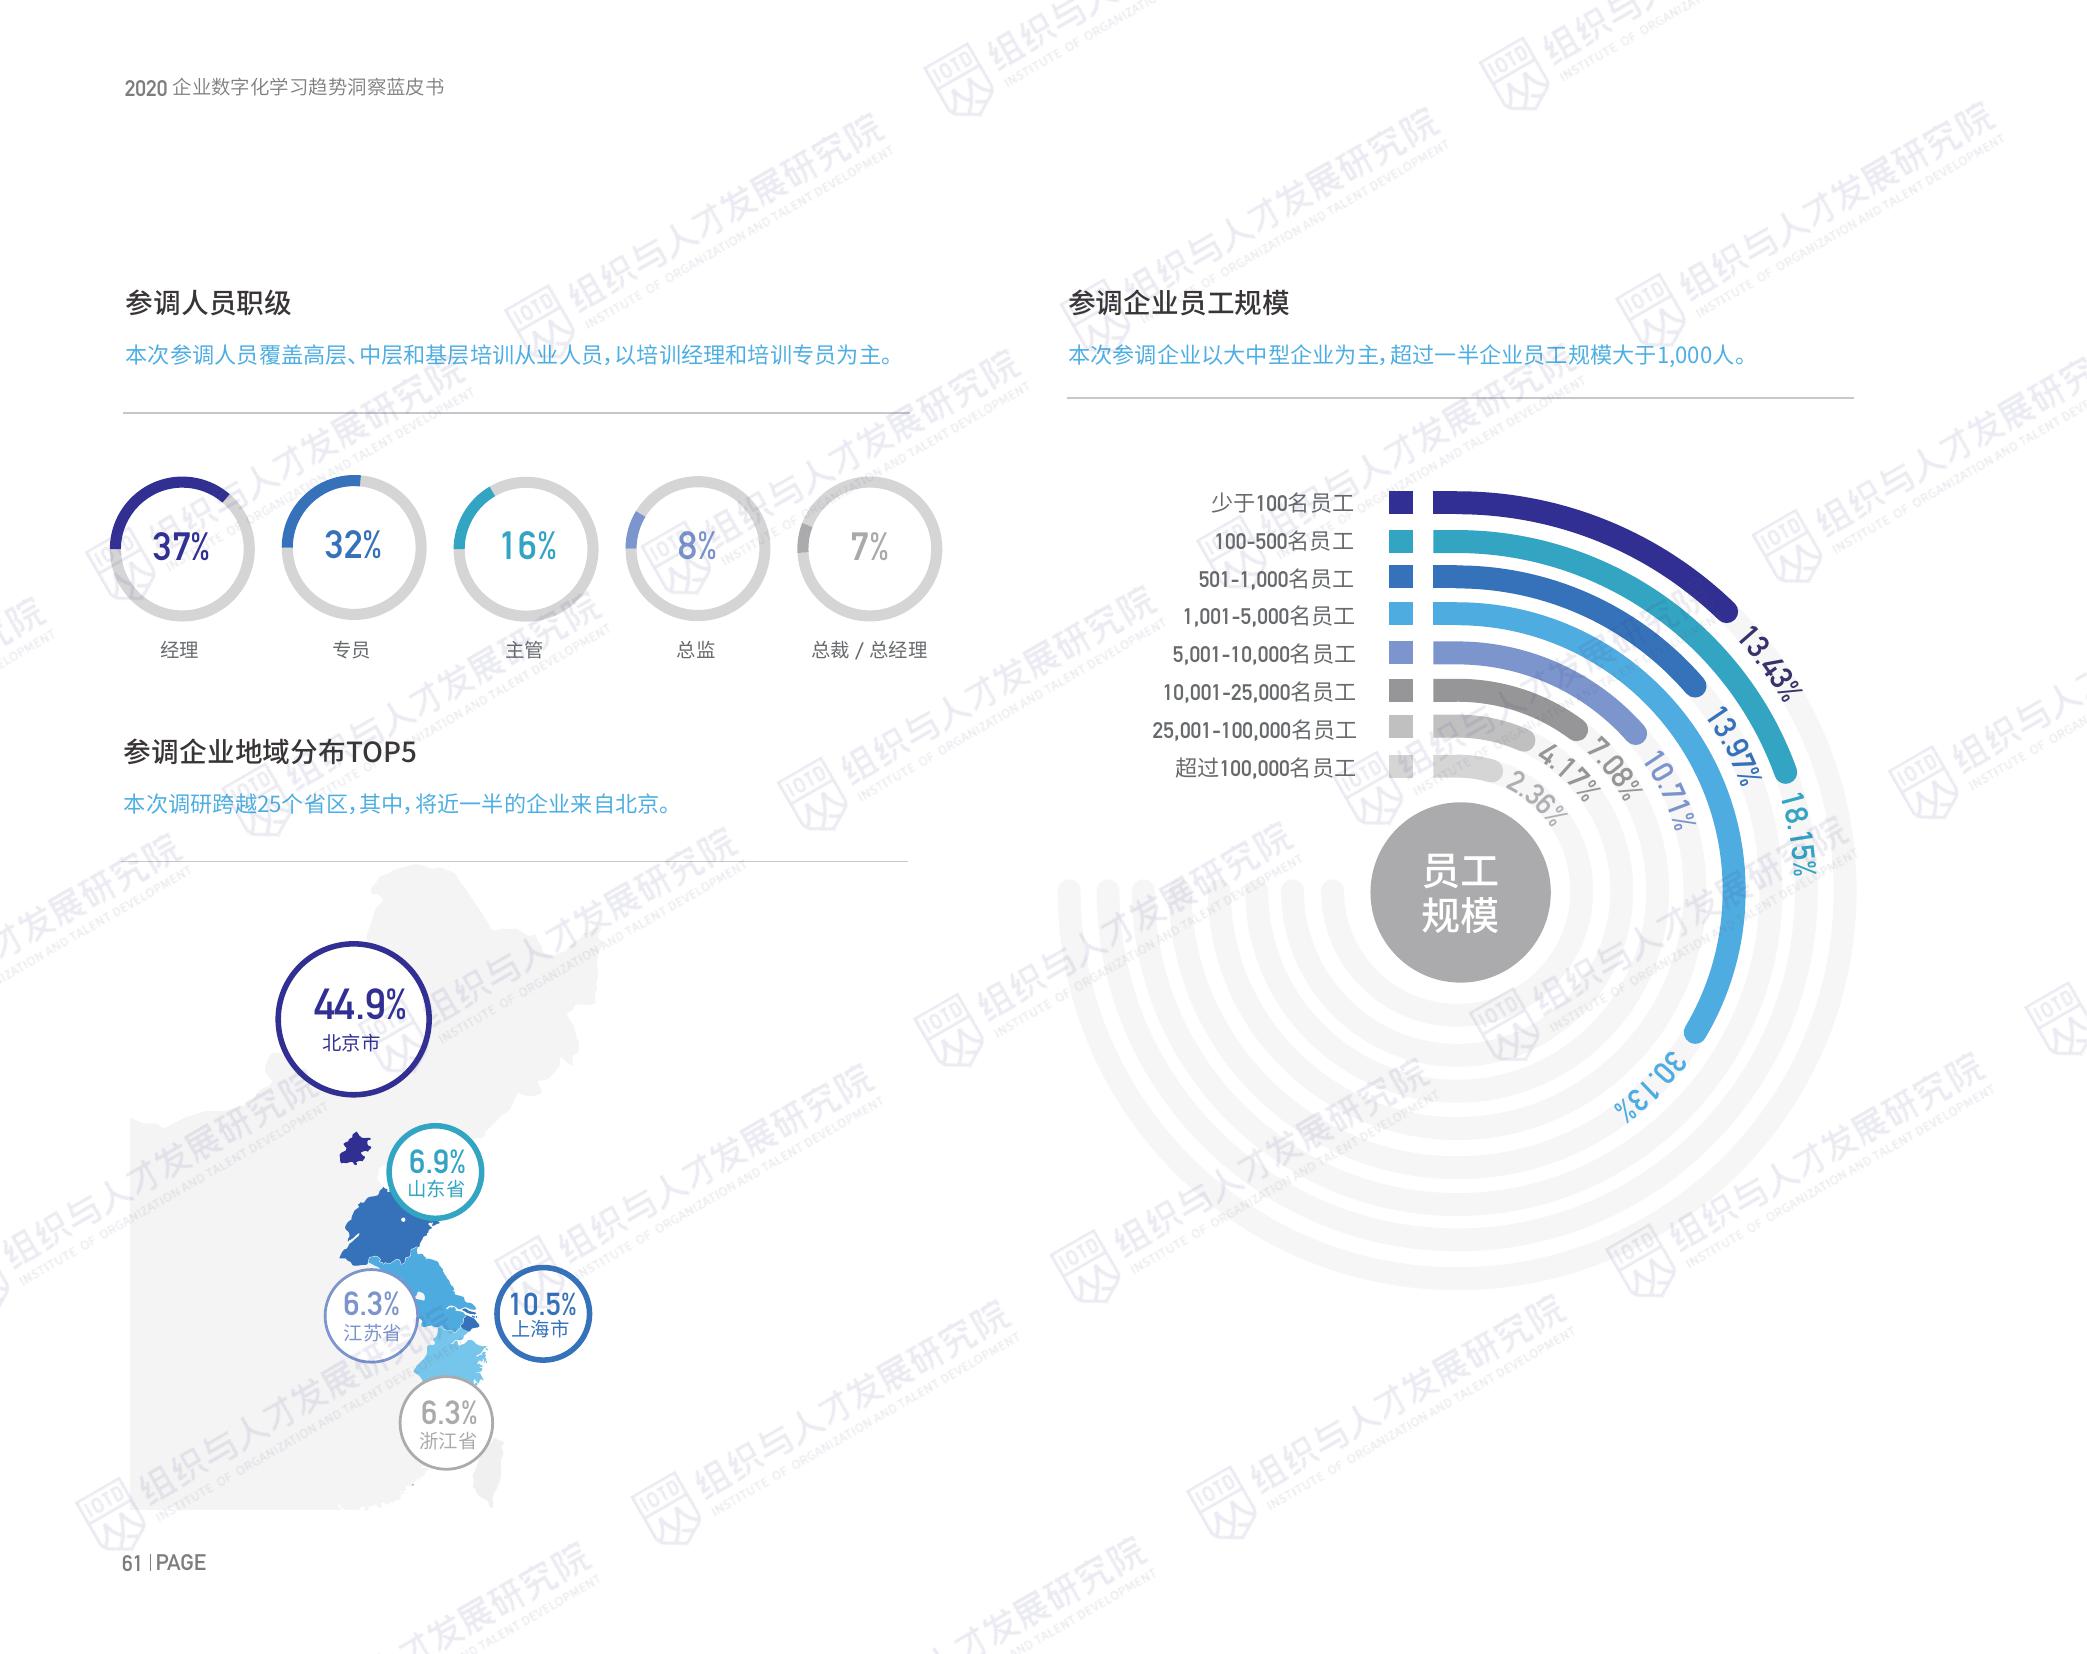 2020 企业数字化学习趋势洞察蓝皮书
参调人员职级
本次参调人员覆盖高层、中层和基层培训从业人员，以培训经理和培训专员为主。
37%
32%
16%
8%
7%
经理
专员
主管
总监
总裁 / 总经理
参调企业地域分布TOP5
本次调研跨越25个省区，其中，将近一半的企业来自北京。
44.9%
北京市
6.9%
山东省
6.3%
江苏省
10.5%
上海市
6.3%
浙江省
参调企业员工规模
本次参调企业以大中型企业为主，超过一半企业员工规模大于1,000人。
少于100名员工
100-500名员工
501-1,000名员工
1,001-5,000名员工
5,001-10,000名员工
10,001-25,000名员工
25,001-100,000名员工
超过100,000名员工
13.43%
18.15%
13.97%
30.13%
10.71%
7.08%
4.17%
2.36%
员工
规模
61 | PAGE
IOTD 组织与人才发展研究院
INSTITUTE OF ORGANIZATION AND TALENT DEVELOPMENT